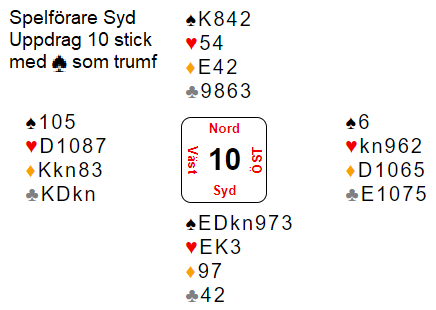 Spelförare Syd
Uppdrag 10 stick
med ♠ som trumf
♠K842
♥54
♦E42
♣9863
♠105
♥D1087
♦Kkn83
♣KDkn
Nord
Väst
10
ÖST
Syd
♠6
♥kn962
♦D1065
♣E1075
♠EDkn973
♥EK3
♦97
♣42